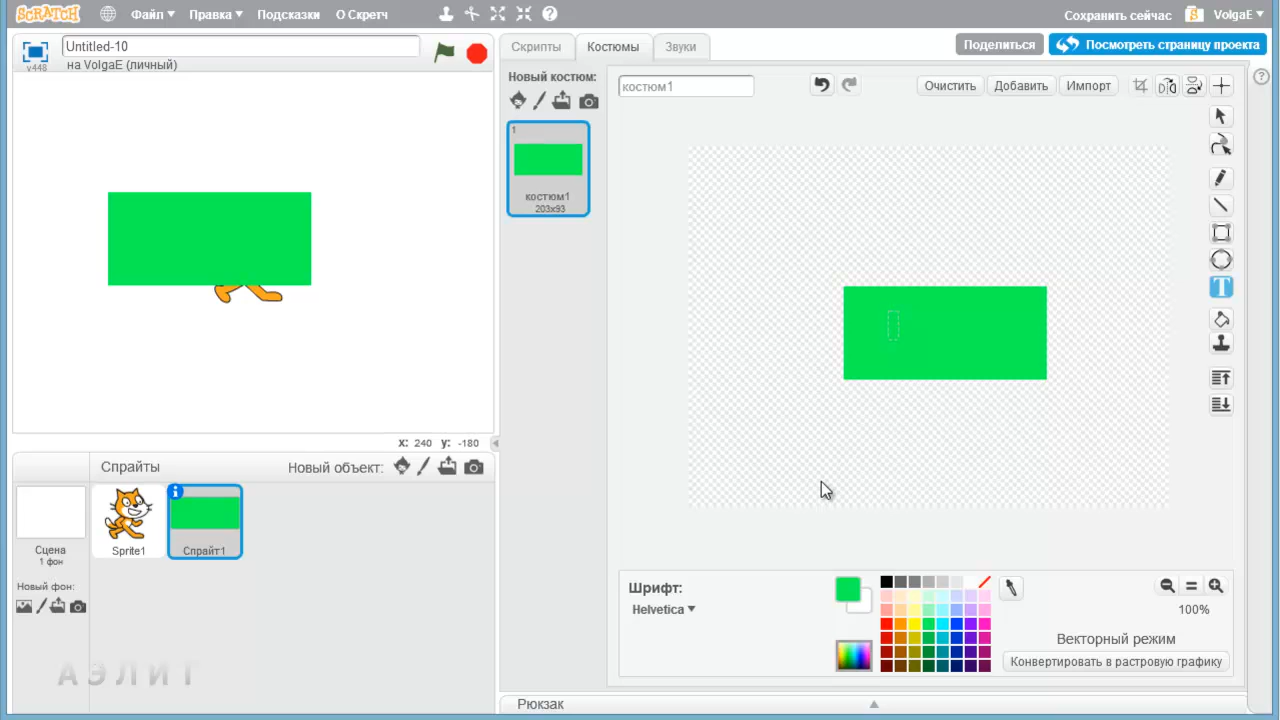 SCRATCH Файл Правка Подсказки О Скретч Сохранить сейчас VolgaE
v448 Untitled-10
на VolgaE (личный)
Скрипты Костюмы Звуки Поделиться Посмотреть страницу проекта
Новый костюм: костюм1 Очистить Добавить Импорт
1
костюм1
203x93
T
x: 240 y: -180
Спрайты Новый объект:
Сцена
1 фон
Sprite1 Спрайт1
Новый фон:
Шрифт:
Helvetica
100%
Векторный режим
Конвертировать в растровую графику
АЭЛИТ
Рюкзак